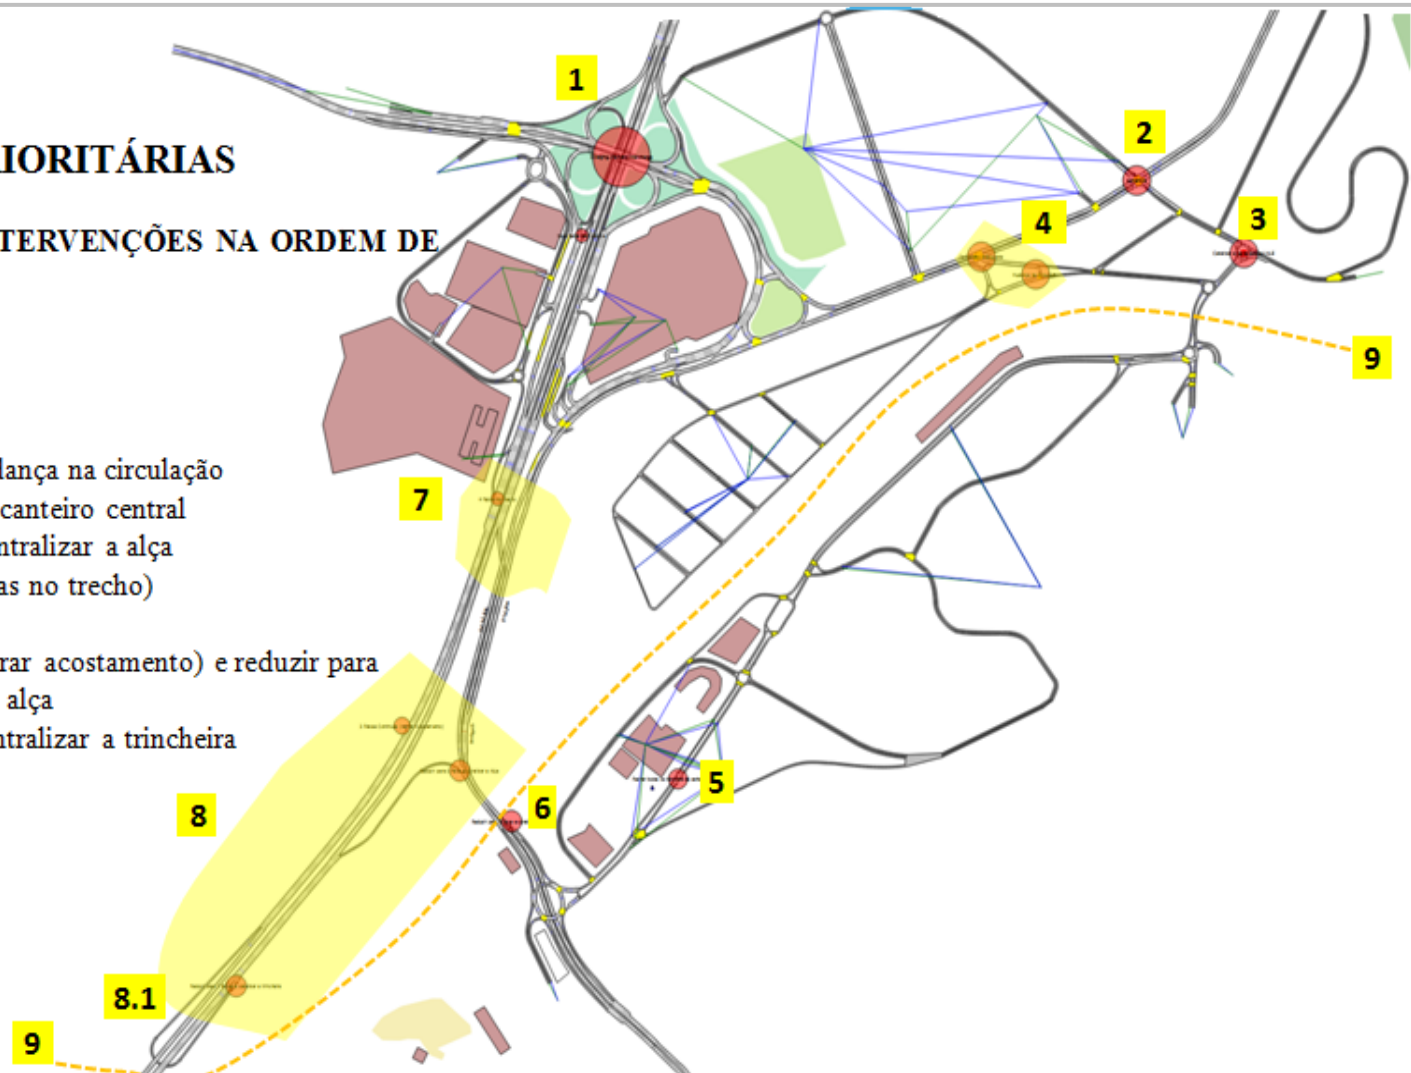 IORITÁRIAS
TERVENÇÕES NA ORDEM DE
lança na circulação
canteiro central
ntralizar a alça
as no trecho)
rar acostamento) e reduzir para
alça
ntralizar a trincheira
1
2
3
4
9
7
5
6
8
8.1
9